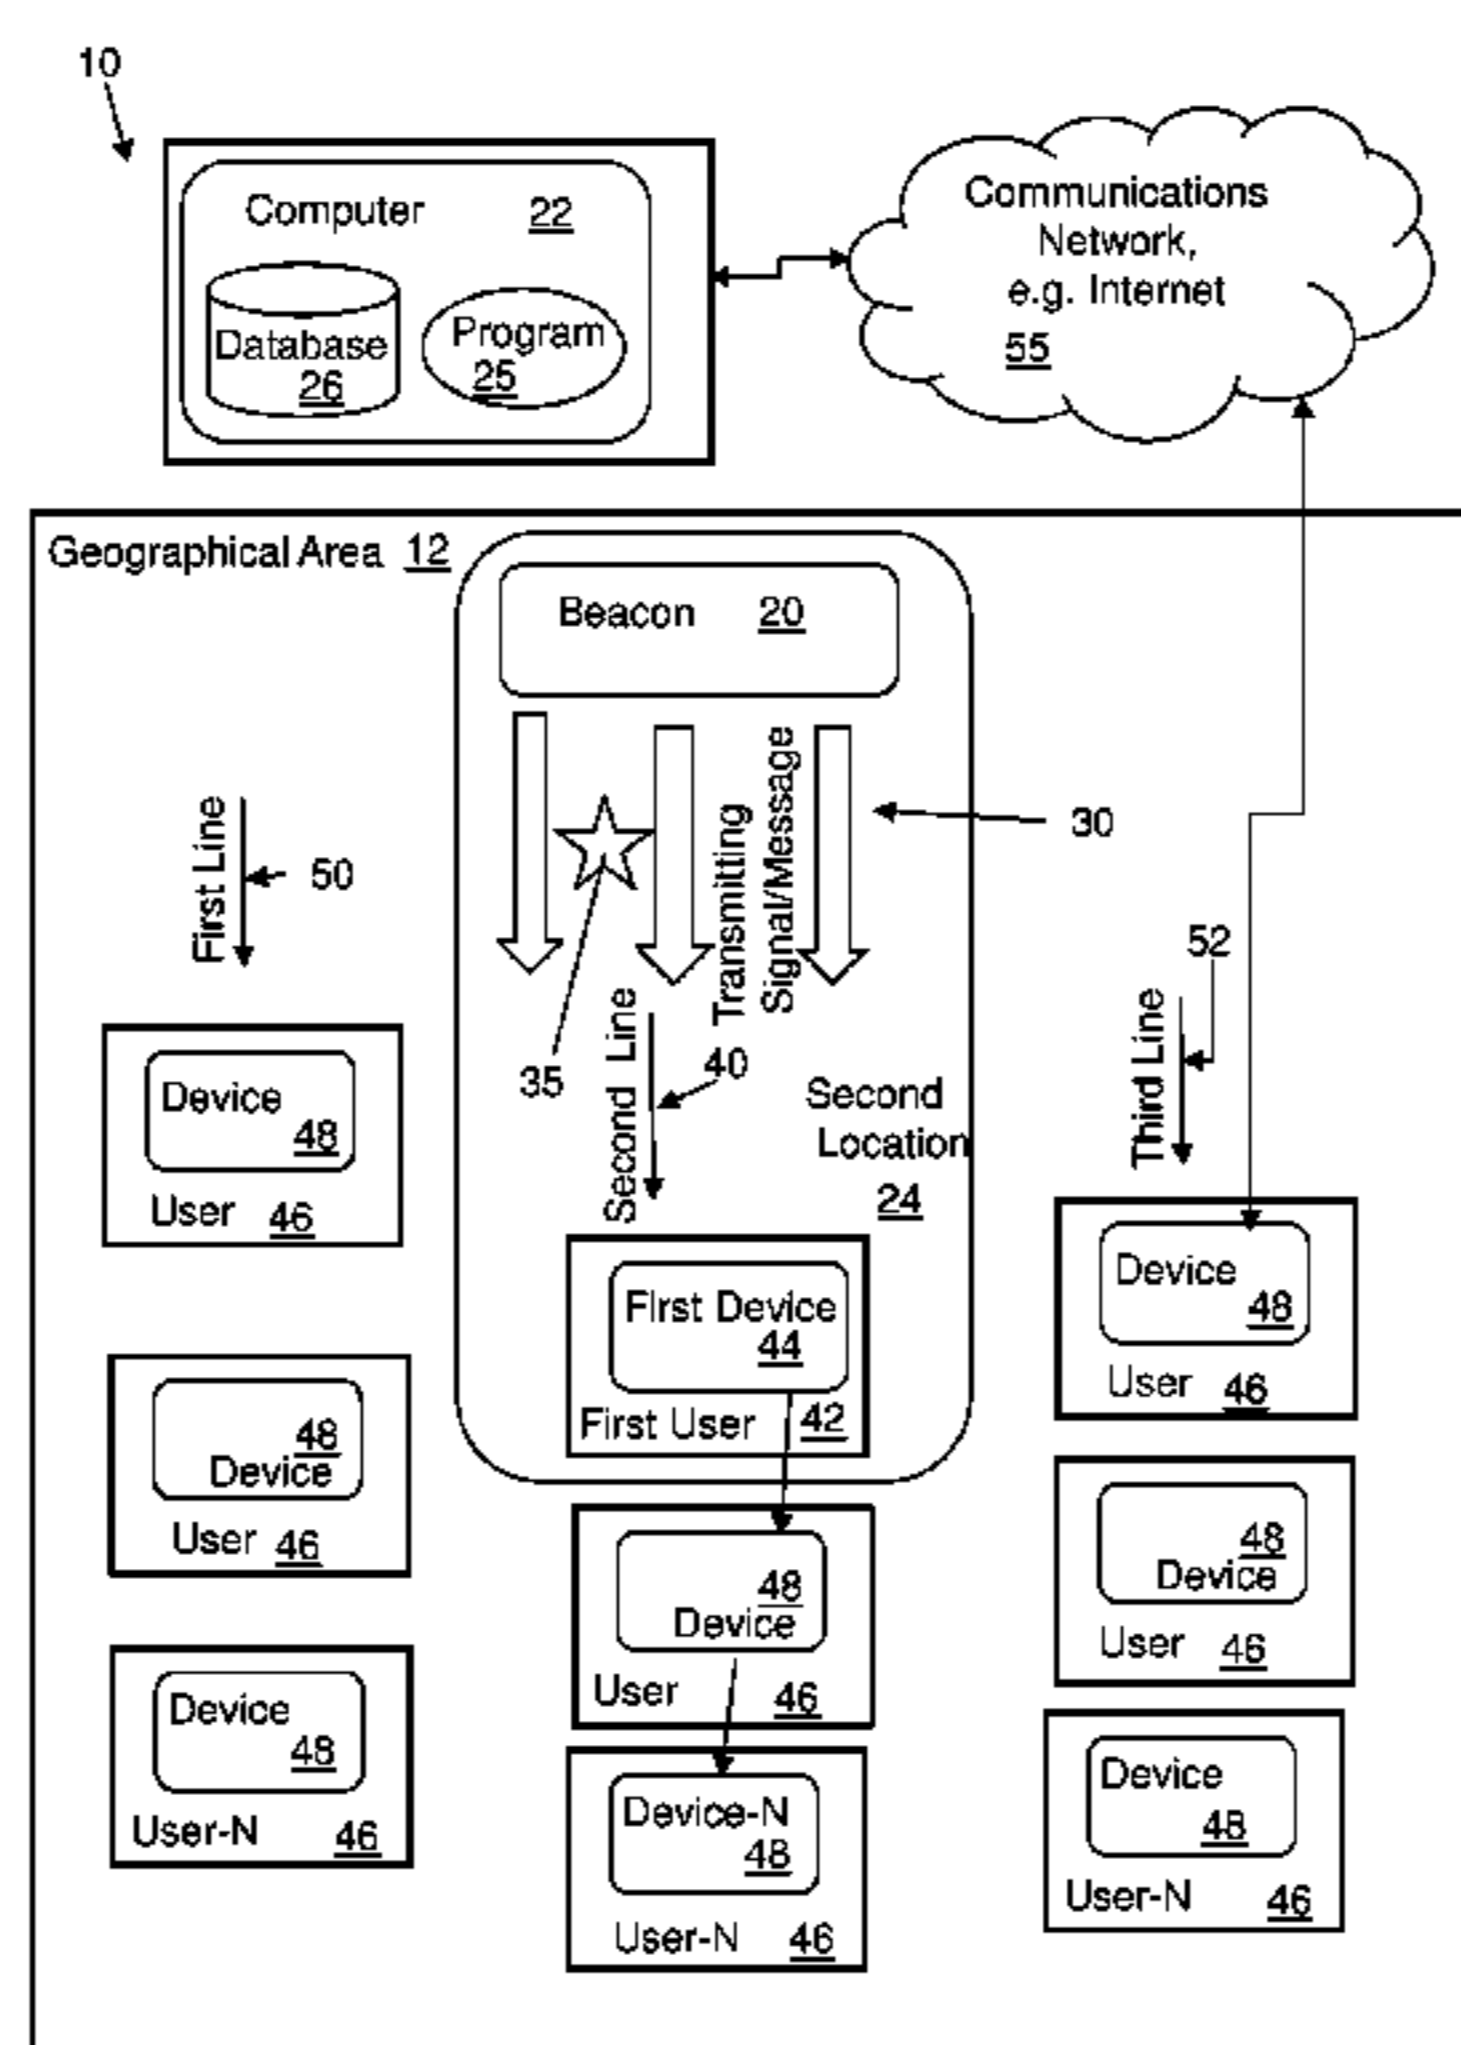 10
Computer 22
Database
26
Program
25
Communications
Network,
e.g. Internet
55
Geographical Area 12
Beacon 20
Transmitting
Signal/Message
30
35
First Line
50
Second Line
40
Second
Location
24
Third Line
52
Device
48
User 46
48
Device
User 46
Device
48
User-N 46
FIrst Device
44
First User 42
48
Device
User 46
Device-N
48
User-N 46
Device
48
User 46
48
Device
User 46
Device
48
User-N 46